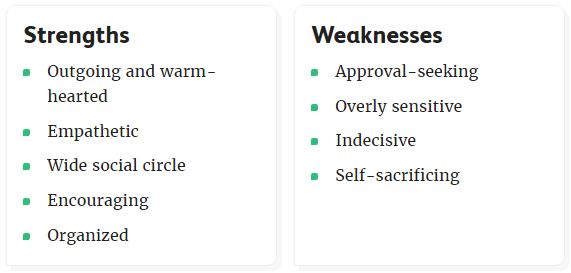 Strengths
Outgoing and warm-
hearted
Empathetic
Wide social circle
Encouraging
Organized
Weaknesses
Approval-seeking
Overly sensitive
Indecisive
Self-sacrificing